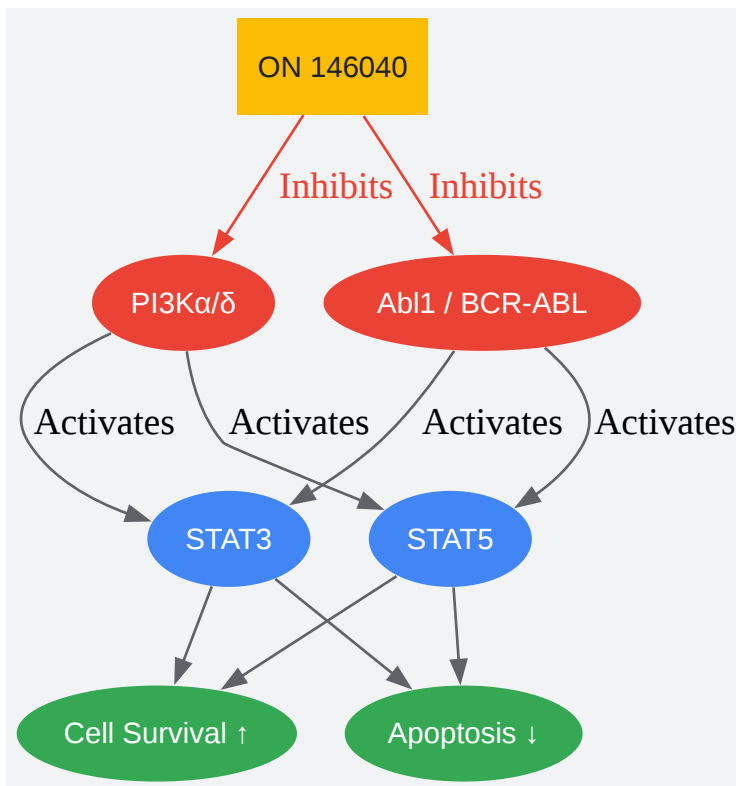 ON 146040
Inhibits
Inhibits
PI3Kα/δ
Abl1 / BCR-ABL
Activates
Activates
Activates
Activates
STAT3
STAT5
Cell Survival ↑
Apoptosis ↓